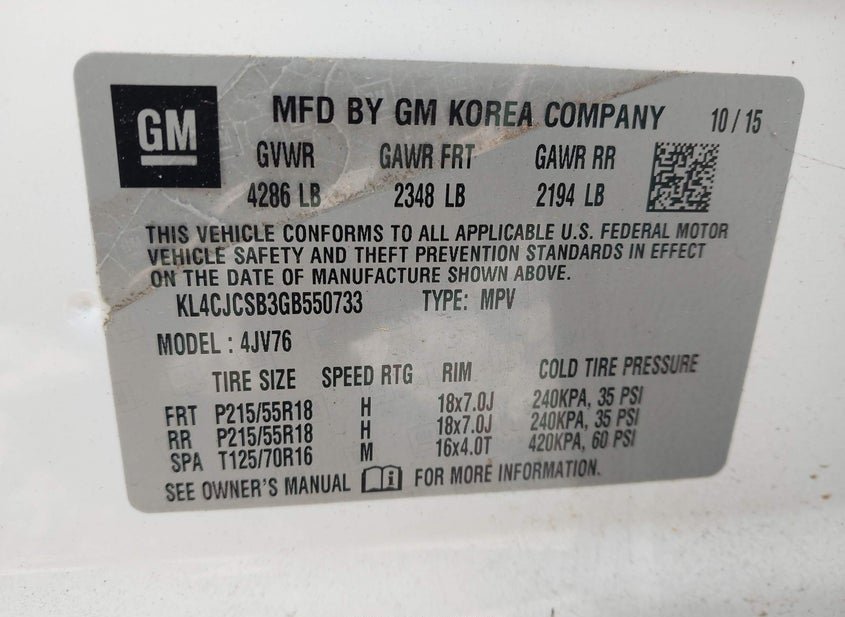 GM
MFD BY GM KOREA COMPANY 10/15
GVWR GAWR FRT GAWR RR
4286 LB 2348 LB 2194 LB
THIS VEHICLE CONFORMS TO ALL APPLICABLE U.S. FEDERAL MOTOR
VEHICLE SAFETY AND THEFT PREVENTION STANDARDS IN EFFECT
ON THE DATE OF MANUFACTURE SHOWN ABOVE.
KL4CJCSB3GB550733 TYPE: MPV
MODEL : 4JV76
TIRE SIZE SPEED RTG RIM COLD TIRE PRESSURE
FRT P215/55R18 H 18x7.0J 240KPA, 35 PSI
RR P215/55R18 H 18x7.0J 240KPA, 35 PSI
SPA T125/70R16 M 16x4.0T 420KPA, 60 PSI
SEE OWNER'S MANUAL i FOR MORE INFORMATION.